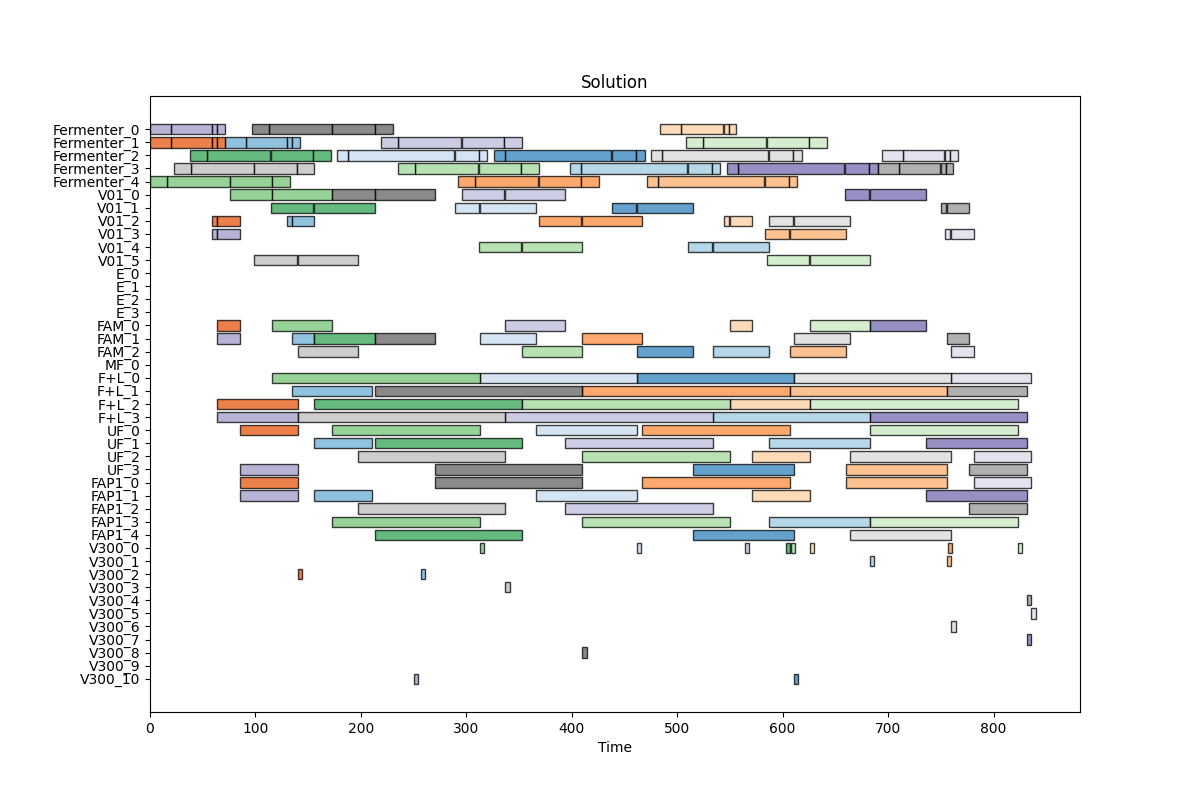 Solution
Fermenter_0
Fermenter_1
Fermenter_2
Fermenter_3
Fermenter_4
V01_0
V01_1
V01_2
V01_3
V01_4
V01_5
E_0
E_1
E_2
E_3
FAM_0
FAM_1
FAM_2
MF_0
F+L_0
F+L_1
F+L_2
F+L_3
UF_0
UF_1
UF_2
UF_3
FAP1_0
FAP1_1
FAP1_2
FAP1_3
FAP1_4
V300_0
V300_1
V300_2
V300_3
V300_4
V300_5
V300_6
V300_7
V300_8
V300_9
V300_10
0 100 200 300 400 500 600 700 800
Time